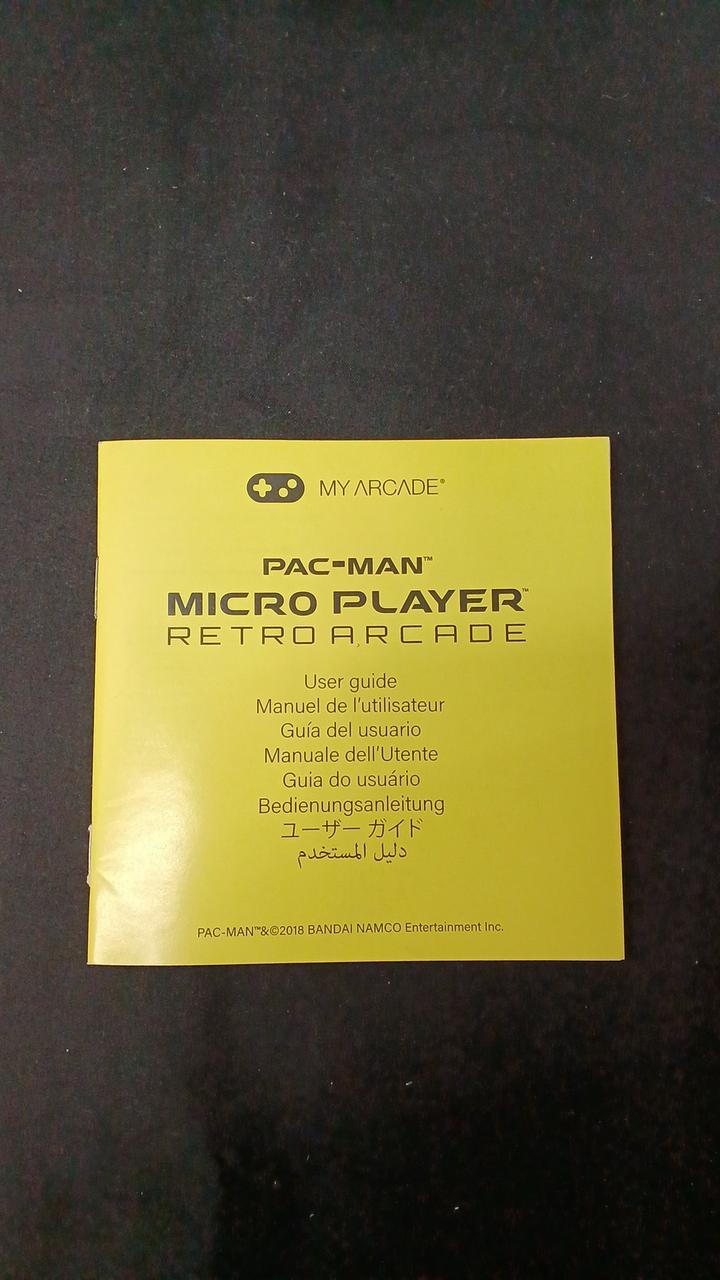 MY ARCADE®
PAC-MAN™
MICRO PLAYER™
RETRO ARCADE
User guide
Manuel de l'utilisateur
Guía del usuario
Manuale dell'Utente
Guia do usuário
Bedienungsanleitung
ユーザー ガイド
دليل المستخدم
PAC-MAN™&©2018 BANDAI NAMCO Entertainment Inc.